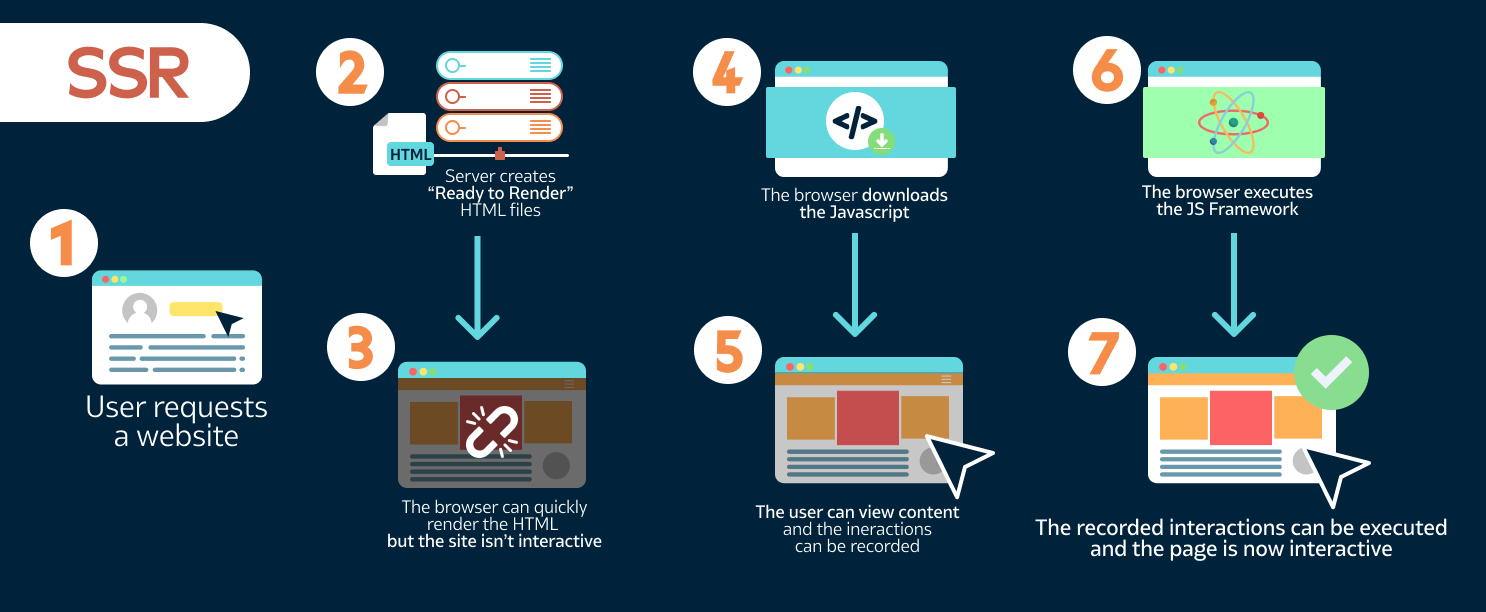 SSR
1
User requests
a website
2
HTML
Server creates
“Ready to Render”
HTML files
3
The browser can quickly
render the HTML
but the site isn’t interactive
4
</>
The browser downloads
the Javascript
5
The user can view content
and the ineractions
can be recorded
6
The browser executes
the JS Framework
7
The recorded interactions can be executed
and the page is now interactive